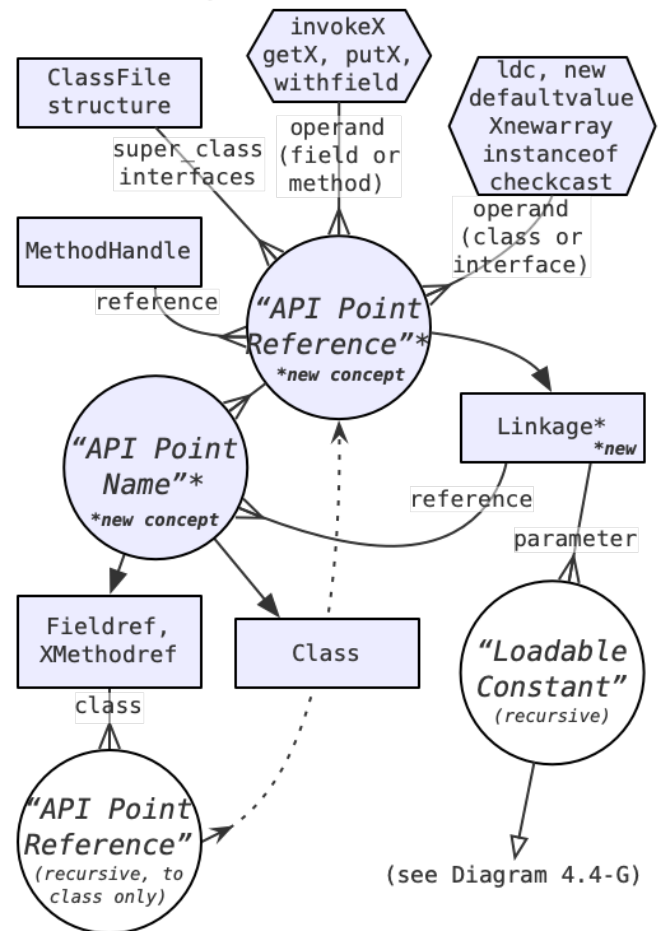 invokeX
getX, putX,
withfield
ClassFile
structure
ldc, new
defaultvalue
Xnewarray
instanceof
checkcast
super_class
interfaces
operand
(field or
method)
operand
(class or
interface)
MethodHandle
reference
“API Point
Reference”*
*new concept
“API Point
Name”*
*new concept
Linkage*
*new
reference
parameter
Fieldref,
XMethodref
Class
“Loadable
Constant”
(recursive)
class
“API Point
Reference”
(recursive, to
class only)
(see Diagram 4.4-G)